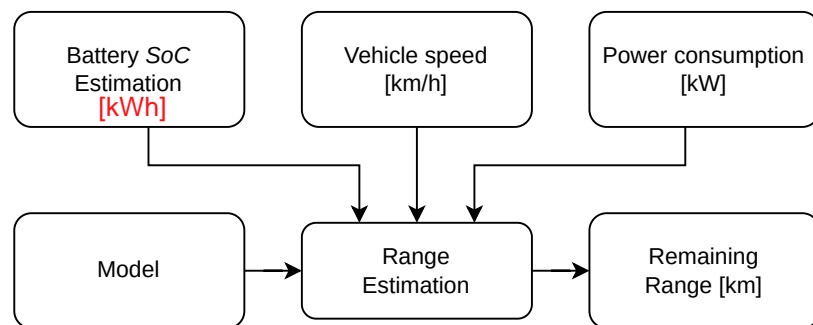 Battery SoC
Estimation
[kWh]
Vehicle speed
[km/h]
Power consumption
[kW]
Model
Range
Estimation
Remaining
Range [km]